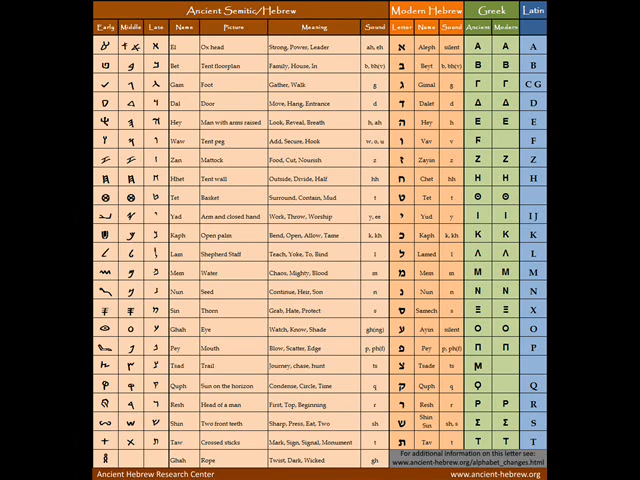 Ancient Semitic/Hebrew Modern Hebrew Greek Latin
Early Middle Late Name Picture Meaning Sound Letter Name Sound Ancient Modern
El Ox head Strong, Power, Leader ah, eh א Aleph silent Α Α A
Bet Tent floorplan Family, House, In b, bh(v) ב Beyt b, bh(v) Β Β B
Gam Foot Gather, Walk g ג Gimal g Γ Γ C G
Dal Door Move, Hang, Entrance d ד Dalet d Δ Δ D
Hey Man with arms raised Look, Reveal, Breath h, ah ה Hey h Ε Ε E
Waw Tent peg Add, Secure, Hook w, o, u ו Vav v Ϝ F
Zan Mattock Food, Cut, Nourish z ז Zayin z Ζ Ζ Z
Hhet Tent wall Outside, Divide, Half hh ח Chet hh Η Η H
Tet Basket Surround, Contain, Mud t ט Tet t Θ Θ
Yad Arm and closed hand Work, Throw, Worship y, ee י Yud y Ι Ι I J
Kaph Open palm Bend, Open, Allow, Tame k, kh כ Kaph k, kh Κ Κ K
Lam Shepherd Staff Teach, Yoke, To, Bind l ל Lamed l Λ Λ L
Mem Water Chaos, Mighty, Blood m מ Mem m Μ Μ M
Nun Seed Continue, Heir, Son n נ Nun n Ν Ν N
Sin Thorn Grab, Hate, Protect s ס Samech s Ξ Ξ X
Ghah Eye Watch, Know, Shade gh(ng) ע Ayin silent Ο Ο O
Pey Mouth Blow, Scatter, Edge p, ph(f) פ Pey p, ph(f) Π Π P
Tsad Trail Journey, chase, hunt ts צ Tsade ts Μ
Quph Sun on the horizon Condense, Circle, Time q ק Quph q Ϙ Q
Resh Head of a man First, Top, Beginning r ר Resh r Ρ Ρ R
Shin Two front teeth Sharp, Press, Eat, Two sh ש Shin Sin sh, s Σ Σ S
Taw Crossed sticks Mark, Sign, Signal, Monument t ת Tav t Τ Τ T
Ghah Rope Twist, Dark, Wicked gh
For additional information on this letter see:
www.ancient-hebrew.org/alphabet_changes.html
Ancient Hebrew Research Center www.ancient-hebrew.org